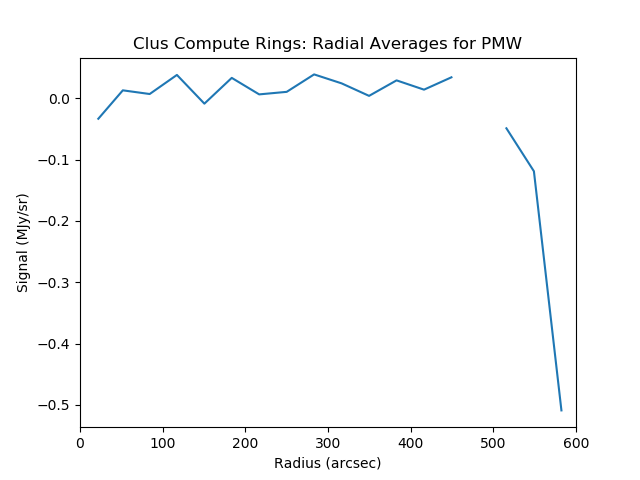 Clus Compute Rings: Radial Averages for PMW
0.0
−0.1
−0.2
−0.3
−0.4
−0.5
Signal (MJy/sr)
0 100 200 300 400 500 600
Radius (arcsec)